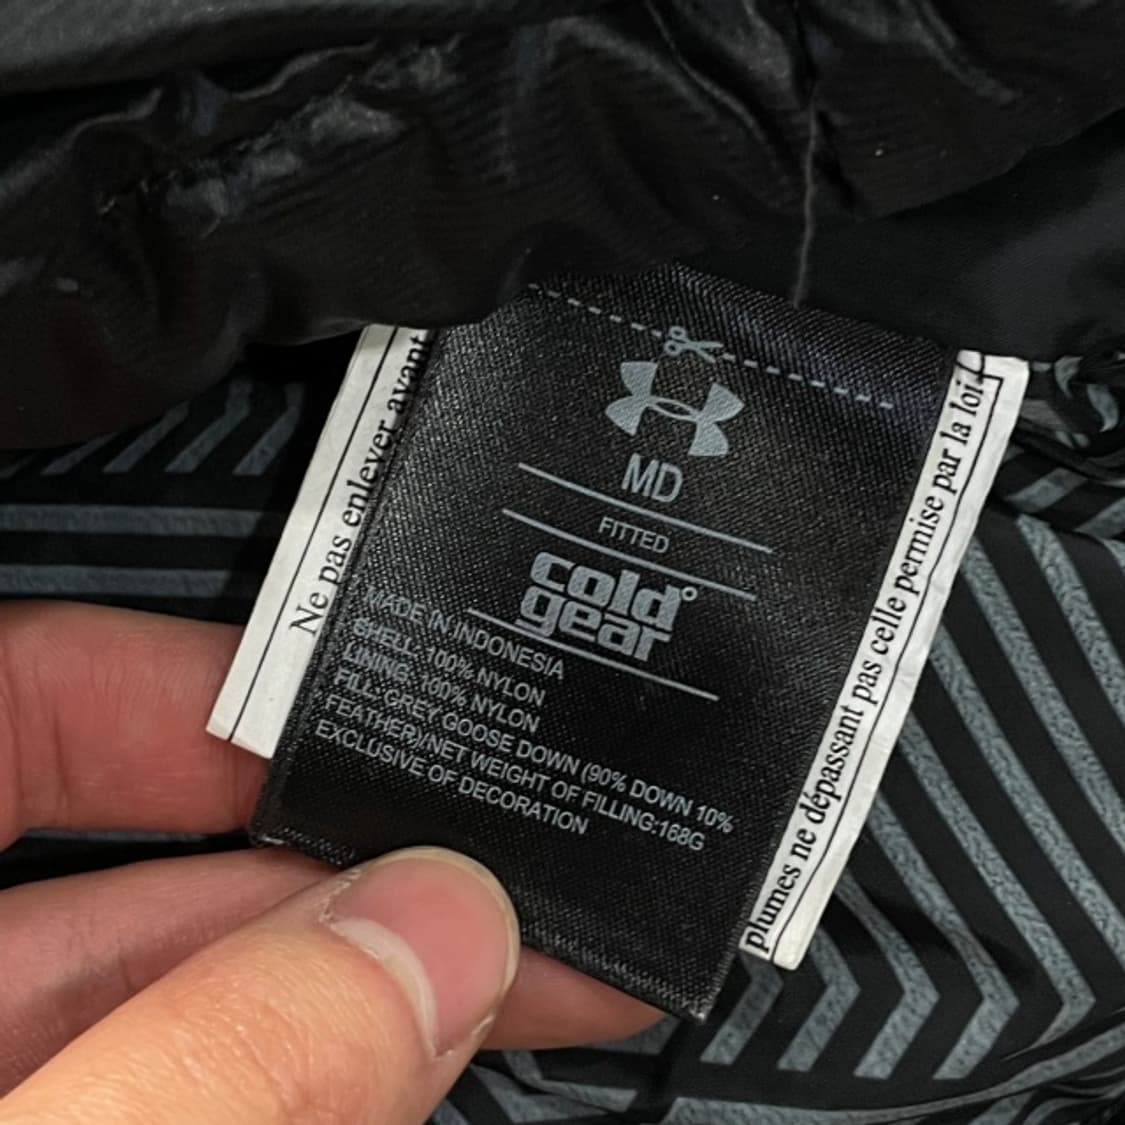 Ne pas enlever avant
MD
FITTED
cold
gear
MADE IN INDONESIA
SHELL: 100% NYLON
LINING: 100% NYLON
FILL:GREY GOOSE DOWN (90% DOWN 10%
FEATHER)/NET WEIGHT OF FILLING:168G
EXCLUSIVE OF DECORATION
plumes ne dépassant pas celle permise par la loi